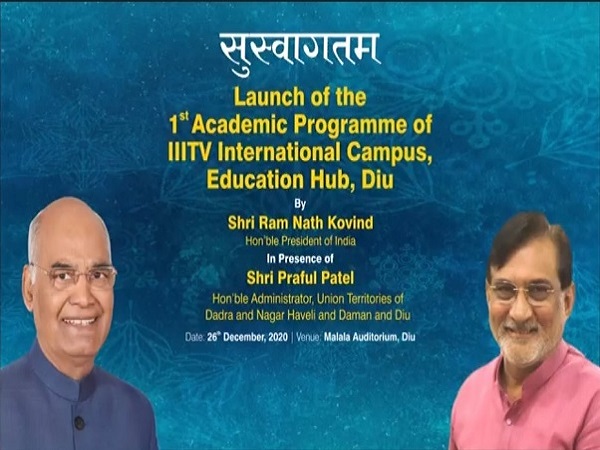 सुस्वागतम
Launch of the
1st Academic Programme of
IIITV International Campus,
Education Hub, Diu
By
Shri Ram Nath Kovind
Hon'ble President of India
In Presence of
Shri Praful Patel
Hon'ble Administrator, Union Territories of
Dadra and Nagar Haveli and Daman and Diu
Date: 26th December, 2020 | Venue: Malala Auditorium, Diu